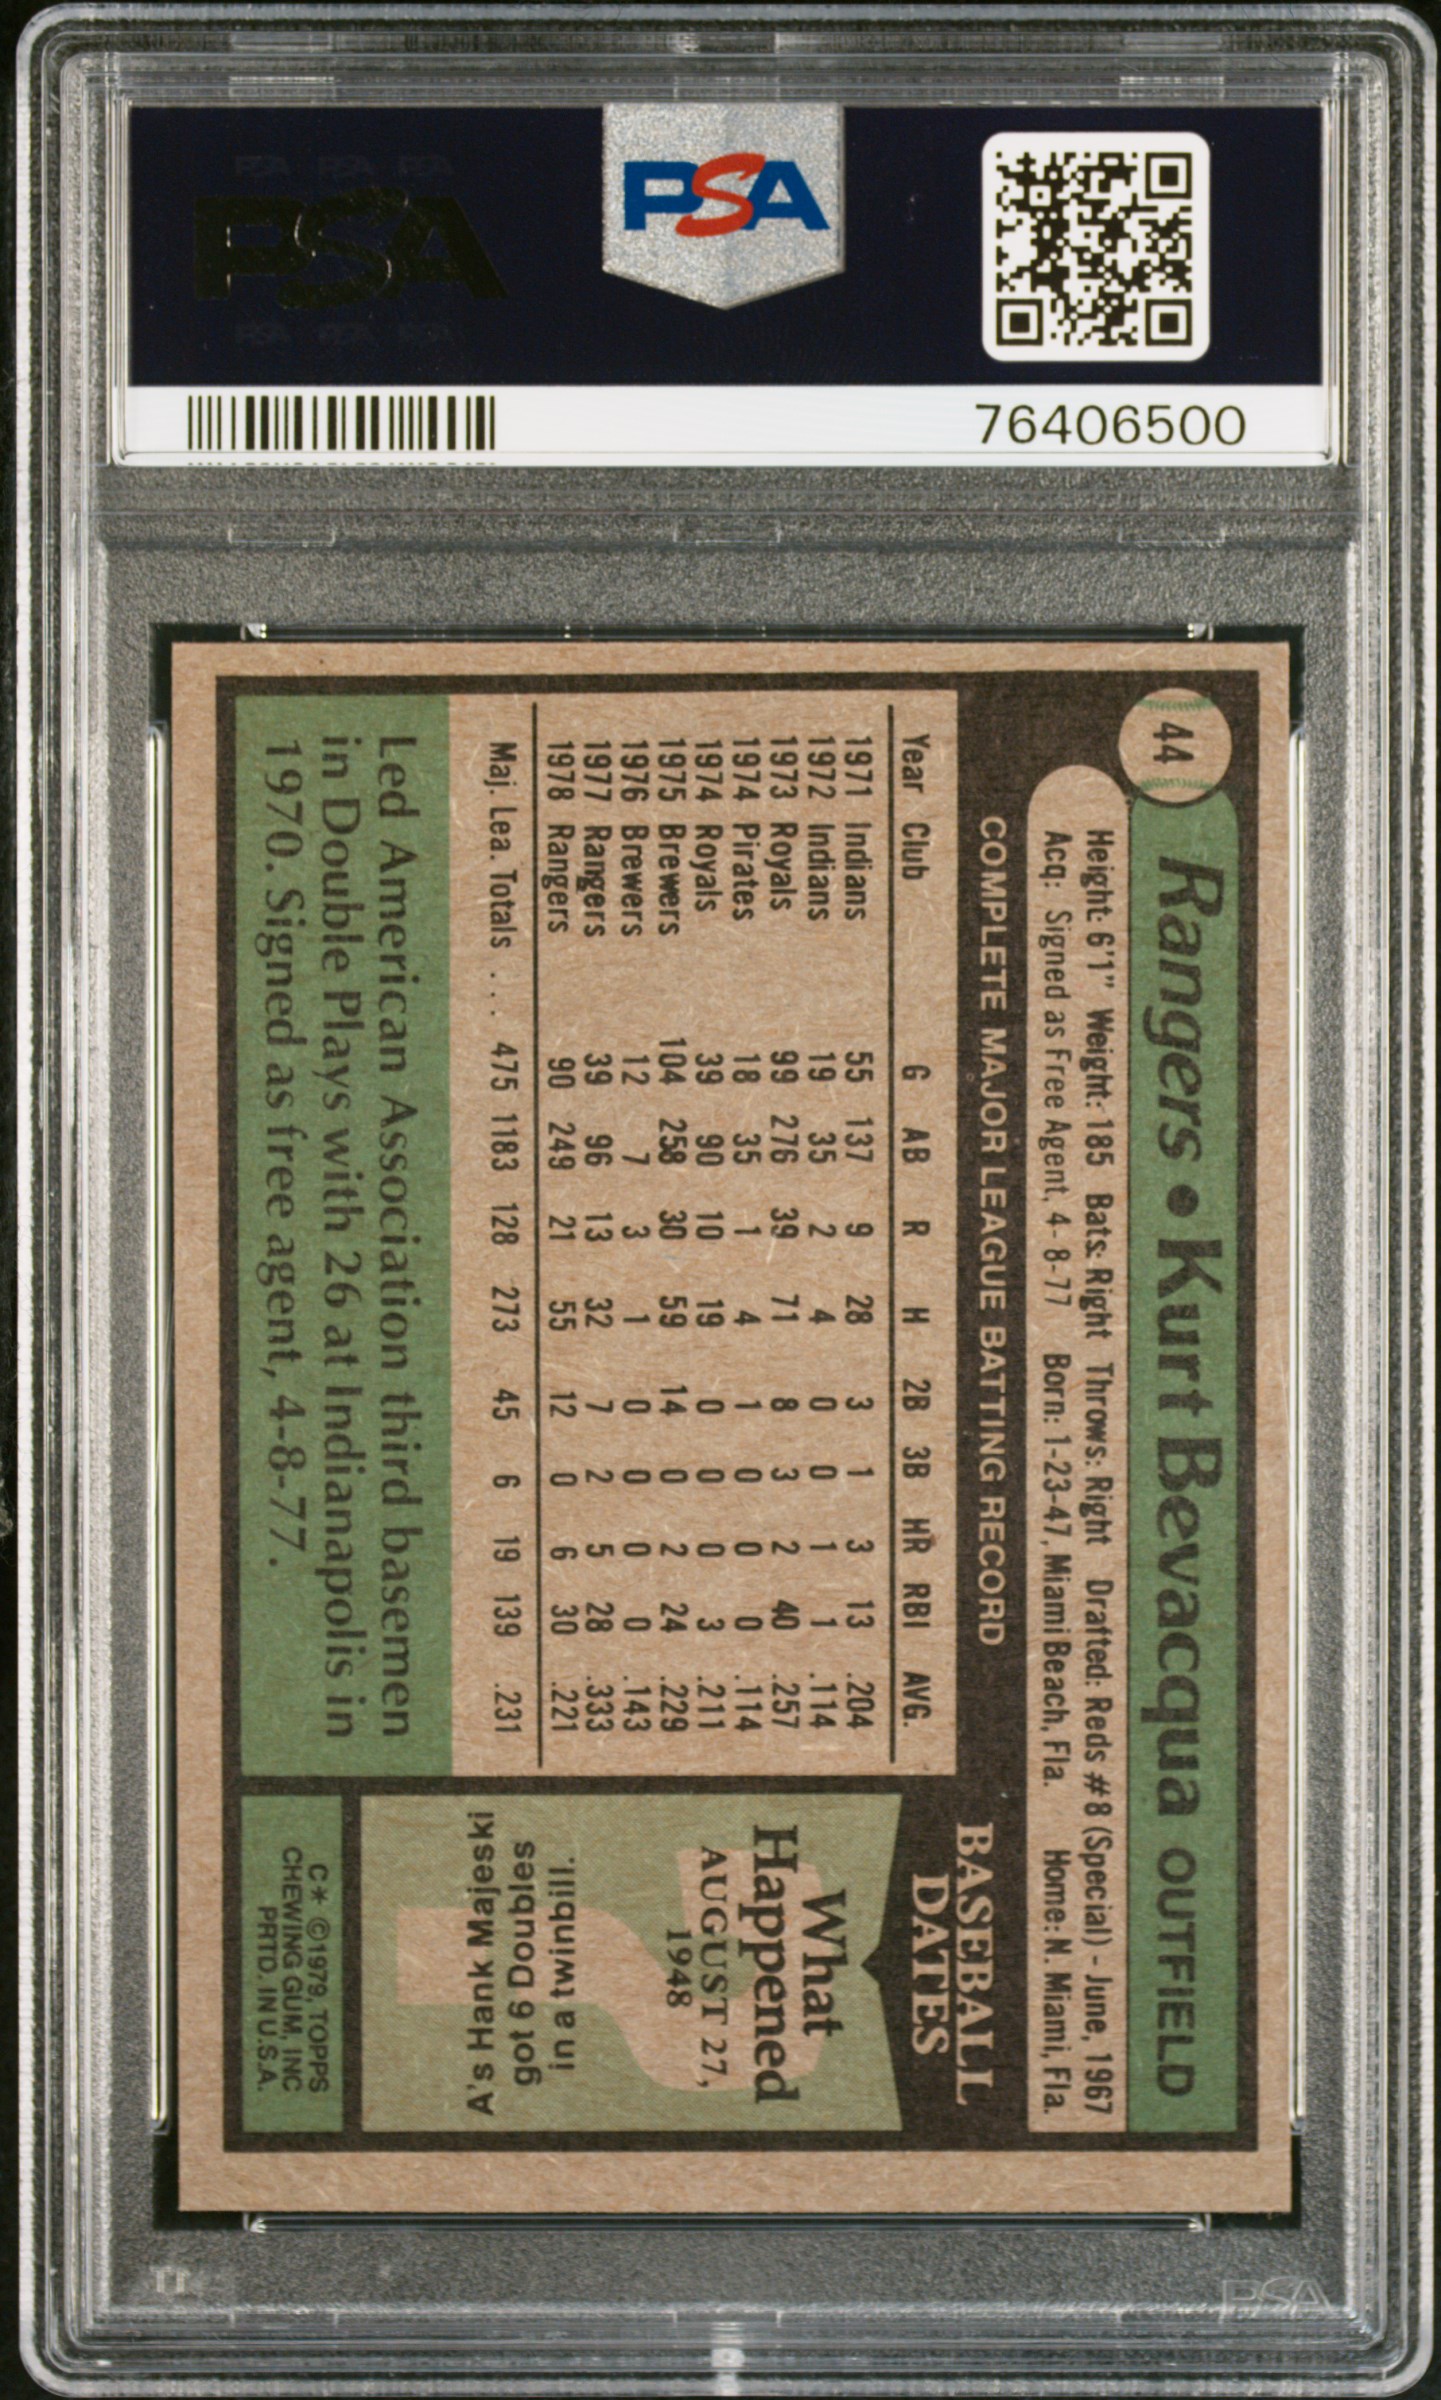 PSA
PSA PSA PSA
PSA
PSA PSA PSA
76406500
44
Rangers • Kurt Bevacqua OUTFIELD
Height: 6'1" Weight: 185 Bats: Right Throws: Right Drafted: Reds #8 (Special) - June, 1967
Acq: Signed as Free Agent, 4- 8-77 Born: 1-23-47, Miami Beach, Fla. Home: N. Miami, Fla.
COMPLETE MAJOR LEAGUE BATTING RECORD
Year Club G AB R H 2B 3B HR RBI AVG.
1971 Indians 55 137 9 28 3 1 3 13 .204
1972 Indians 19 35 2 4 0 0 1 1 .114
1973 Royals 99 276 39 71 8 3 2 40 .257
1974 Pirates 18 35 1 4 1 0 0 0 .114
1974 Royals 39 90 10 19 0 0 0 3 .211
1975 Brewers 104 258 30 59 14 0 2 24 .229
1976 Brewers 12 7 3 1 0 0 0 0 .143
1977 Rangers 39 96 13 32 7 2 5 28 .333
1978 Rangers 90 249 21 55 12 0 6 30 .221
Maj. Lea. Totals . . . 475 1183 128 273 45 6 19 139 .231
Led American Association third basemen
in Double Plays with 26 at Indianapolis in
1970. Signed as free agent, 4-8-77.
BASEBALL
DATES
What
Happened
AUGUST 27,
1948
A's Hank Majeski
got 6 Doubles
in a twinbill.
C* ©1979, TOPPS
CHEWING GUM, INC
PRTD. IN U.S.A.
PSA